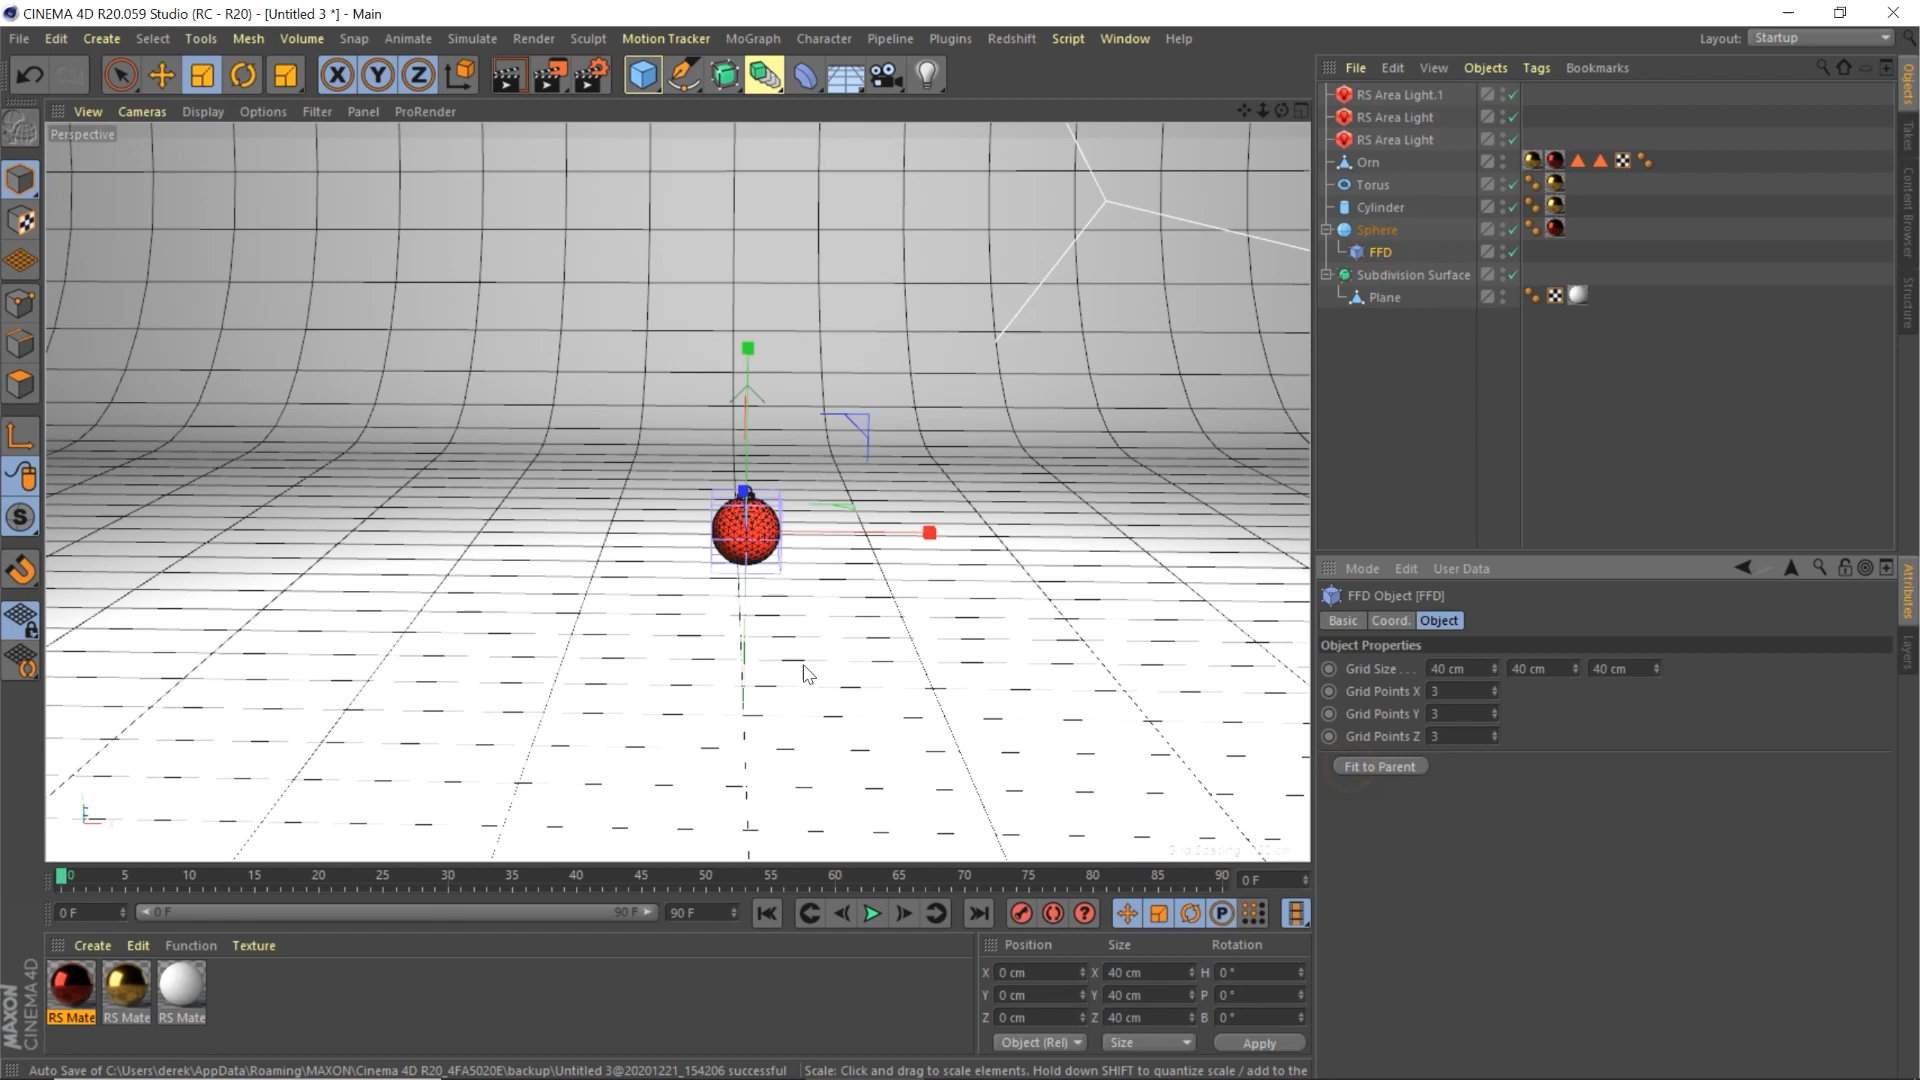 CINEMA 4D R20.059 Studio (RC - R20) - [Untitled 3 *] - Main
File Edit Create Select Tools Mesh Volume Snap Animate Simulate Render Sculpt Motion Tracker MoGraph Character Pipeline Plugins Redshift Script Window Help
Layout: Startup
View Cameras Display Options Filter Panel ProRender
Perspective
File Edit View Objects Tags Bookmarks
RS Area Light.1
RS Area Light
RS Area Light
Orn
Torus
Cylinder
Sphere
FFD
Subdivision Surface
Plane
Objects
Takes
Content Browser
Structure
Mode Edit User Data
FFD Object [FFD]
Basic Coord. Object
Object Properties
Grid Size . . . 40 cm 40 cm 40 cm
Grid Points X 3
Grid Points Y 3
Grid Points Z 3
Fit to Parent
Attributes
Layers
0 5 10 15 20 25 30 35 40 45 50 55 60 65 70 75 80 85 90 0 F
0 F 0 F 90 F 90 F
Create Edit Function Texture
RS Mate RS Mate RS Mate
Position Size Rotation
X 0 cm X 40 cm H 0 °
Y 0 cm Y 40 cm P 0 °
Z 0 cm Z 40 cm B 0 °
Object (Rel) Size Apply
MAXON CINEMA 4D
Auto Save of C:\Users\derek\AppData\Roaming\MAXON\Cinema 4D R20_4FA5020E\backup\Untitled 3@20201221_154206 successful
Scale: Click and drag to scale elements. Hold down SHIFT to quantize scale / add to the